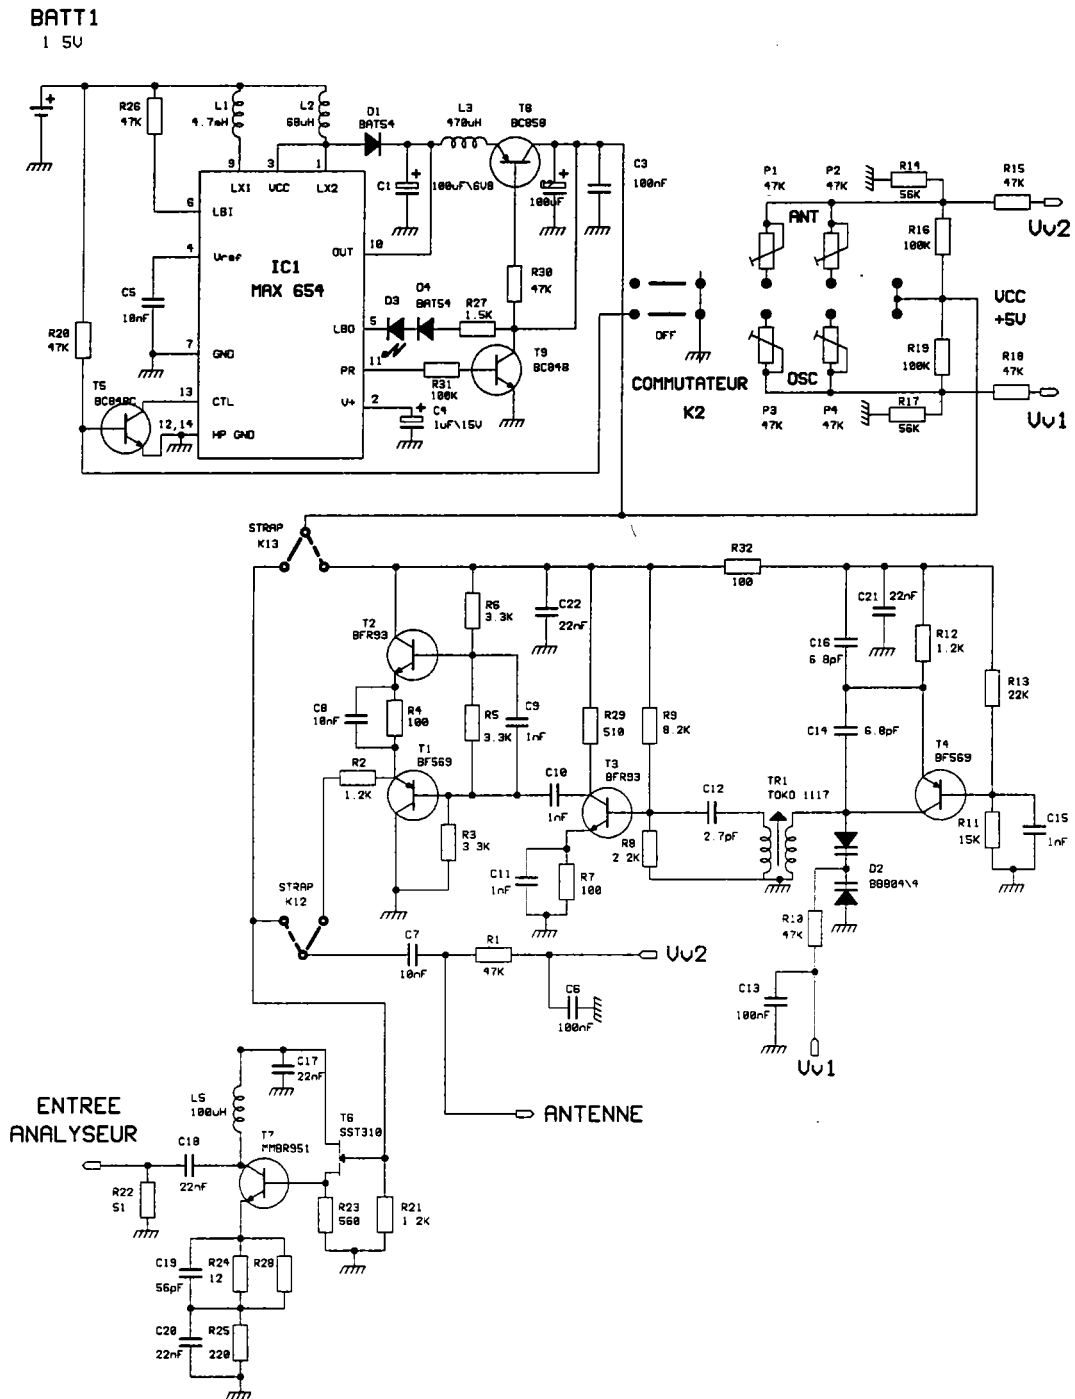 BATT1
1 5V
R26
47K
L1
4.7mH
L2
68uH
D1
BAT54
L3
470uH
T8
BC858
9
3
1
LX1
VCC
LX2
C1
100uF\6V8
100uF
C3
100nF
6
LBI
4
Vref
10
OUT
IC1
MAX 654
C5
10nF
R20
47K
7
GND
D3
D4
BAT54
R27
1.5K
R30
47K
LBO
5
PR
11
R31
100K
T9
BC848
V+
2
C4
1uF\15V
T5
BC848C
13
CTL
12,14
HP GND
OFF
COMMUTATEUR
K2
P1
47K
P2
47K
ANT
R14
56K
R15
47K
Vv2
R16
100K
VCC
+5V
R19
100K
R18
47K
OSC
P3
47K
P4
47K
R17
56K
Vv1
STRAP
K13
R32
100
R6
3.3K
C22
22nF
C21
22nF
T2
BFR93
C16
6 8pF
R12
1.2K
R13
22K
C8
10nF
R4
100
R5
3.3K
C9
1nF
R29
510
R9
8.2K
C14
6.8pF
T1
BF569
T4
BF569
R2
1.2K
C10
1nF
T3
BFR93
C12
2.7pF
TR1
TOKO 1117
R3
3 3K
R8
2 2K
R11
15K
C15
1nF
C11
1nF
R7
100
D2
BB804\4
STRAP
K12
R10
47K
C7
10nF
R1
47K
Vv2
C6
100nF
C13
100nF
Vv1
C17
22nF
L5
100uH
ENTREE
ANALYSEUR
ANTENNE
T6
SST310
T7
MMBR951
C18
22nF
R22
51
R23
560
R21
1 2K
C19
56pF
R24
12
R28
C20
22nF
R25
220